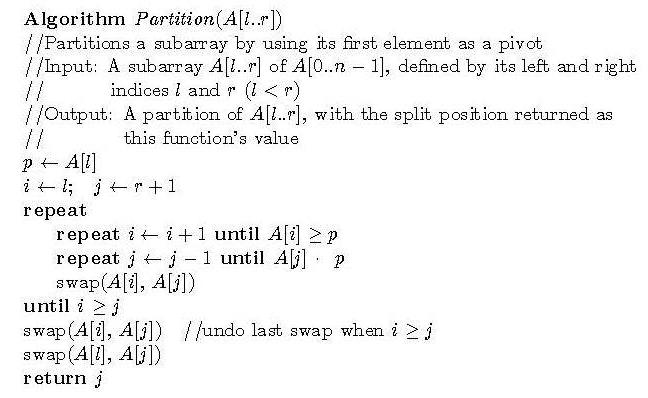 Algorithm Partition(A[l..r])
//Partitions a subarray by using its first element as a pivot
//Input: A subarray A[l..r] of A[0..n − 1], defined by its left and right
// indices l and r (l < r)
//Output: A partition of A[l..r], with the split position returned as
// this function's value
p ← A[l]
i ← l; j ← r + 1
repeat
repeat i ← i + 1 until A[i] ≥ p
repeat j ← j − 1 until A[j] · p
swap(A[i], A[j])
until i ≥ j
swap(A[i], A[j]) //undo last swap when i ≥ j
swap(A[l], A[j])
return j